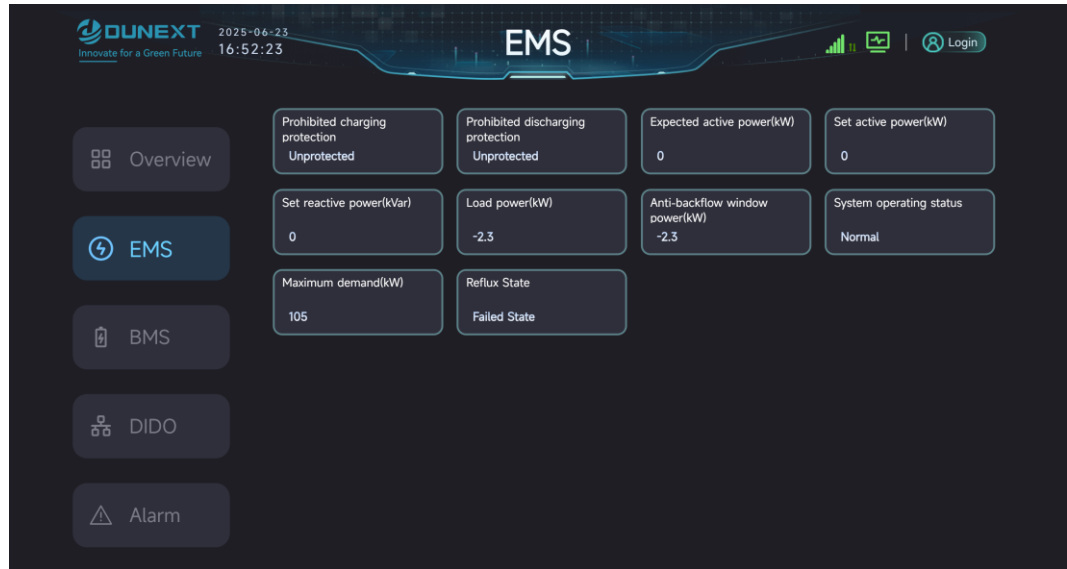 DUNEXT
Innovate for a Green Future
2025-06-23
16:52:23
EMS
Login
Overview
EMS
BMS
DIDO
Alarm
Prohibited charging
protection
Unprotected
Prohibited discharging
protection
Unprotected
Expected active power(kW)
0
Set active power(kW)
0
Set reactive power(kVar)
0
Load power(kW)
-2.3
Anti-backflow window
power(kW)
-2.3
System operating status
Normal
Maximum demand(kW)
105
Reflux State
Failed State